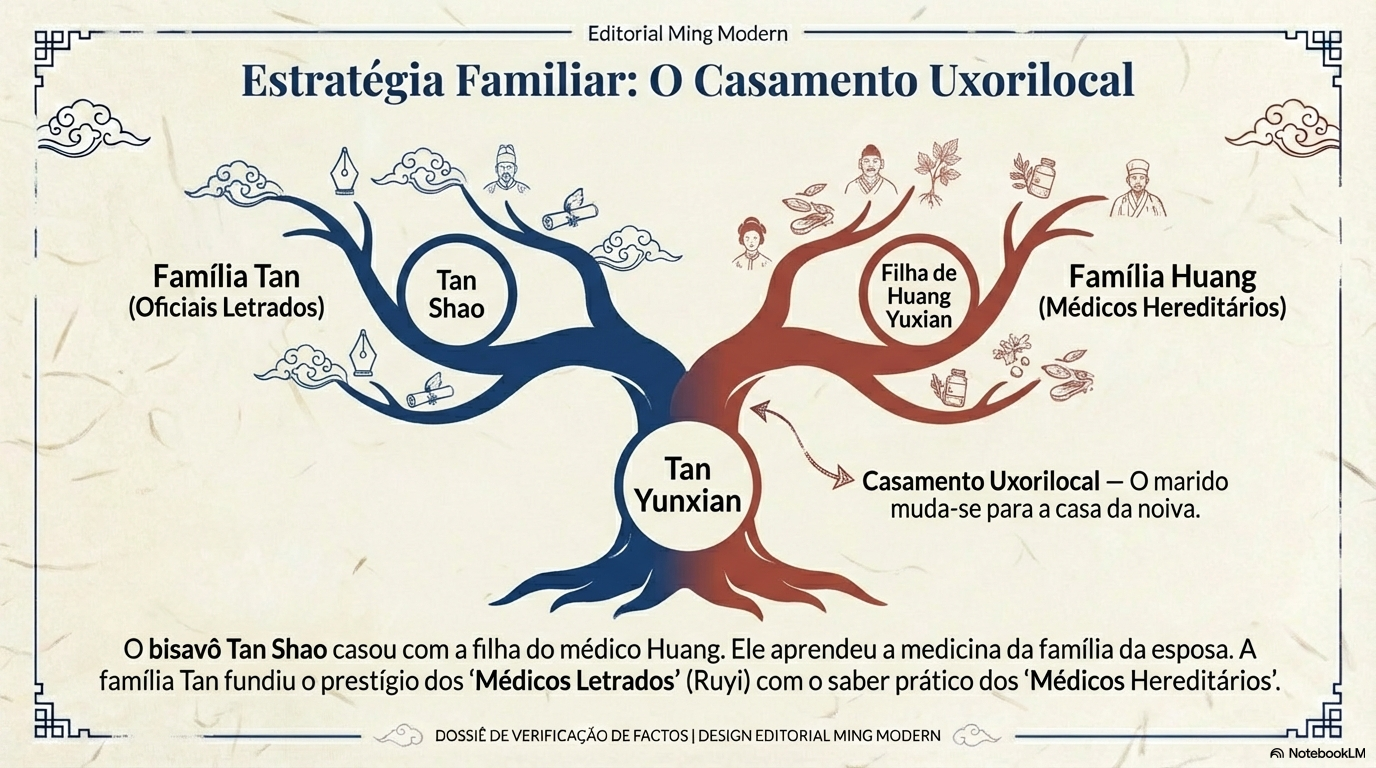 Editorial Ming Modern
Estratégia Familiar: O Casamento Uxorilocal
Família Tan
(Oficiais Letrados)
Tan
Shao
Filha de
Huang
Yuxian
Família Huang
(Médicos Hereditários)
Tan
Yunxian
Casamento Uxorilocal — O marido
muda-se para a casa da noiva.
O bisavô Tan Shao casou com a filha do médico Huang. Ele aprendeu a medicina da família da esposa. A
família Tan fundiu o prestígio dos ‘Médicos Letrados’ (Ruyi) com o saber prático dos ‘Médicos Hereditários’.
DOSSIÊ DE VERIFICAÇÃO DE FACTOS | DESIGN EDITORIAL MING MODERN
NotebookLM